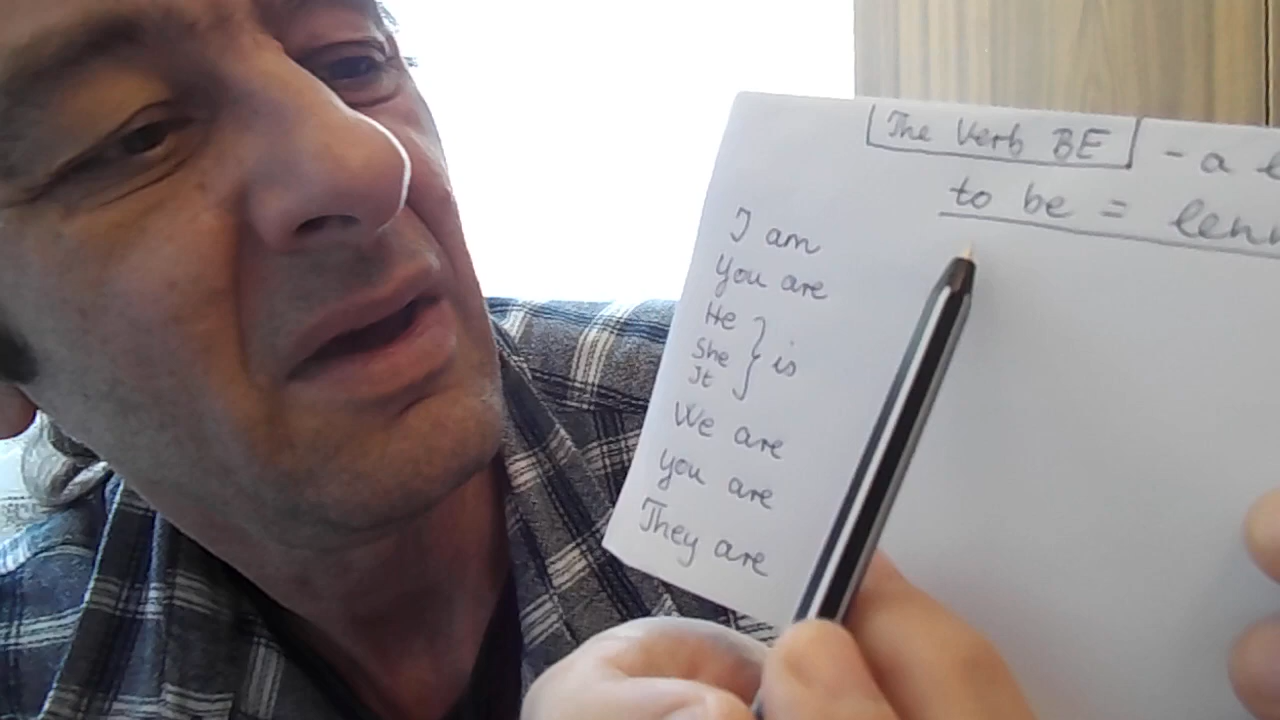 The Verb BE - a
to be =
I am
you are
He
She } is
It
We are
you are
They are